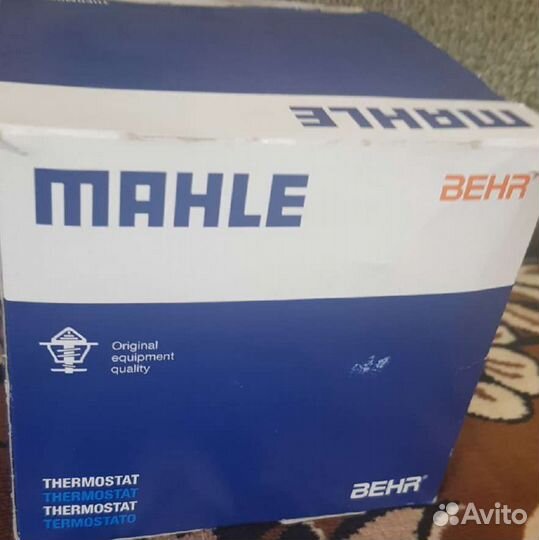 MAHLE
MAHLE
BEHR
Original
equipment
quality
THERMOSTAT
THERMOSTAT
THERMOSTAT
TERMOSTATO
BEHR®
Avito